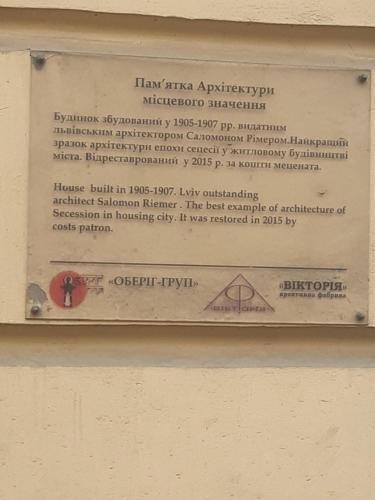 Пам'ятка Архітектури
місцевого значення
Будинок збудований у 1905-1907 рр. видатним
львівським архітектором Саломоном Рімером.Найкращий
зразок архітектури епохи сецесії у житловому будівництві
міста. Відреставрований у 2015 р. за кошти мецената.
House built in 1905-1907. Lviv outstanding
architect Salomon Riemer . The best example of architecture of
Secession in housing city. It was restored in 2015 by
costs patron.
«ОБЕРІГ-ГРУП»
ВІКТОРІЯ
«ВІКТОРІЯ»
креативна фабрика